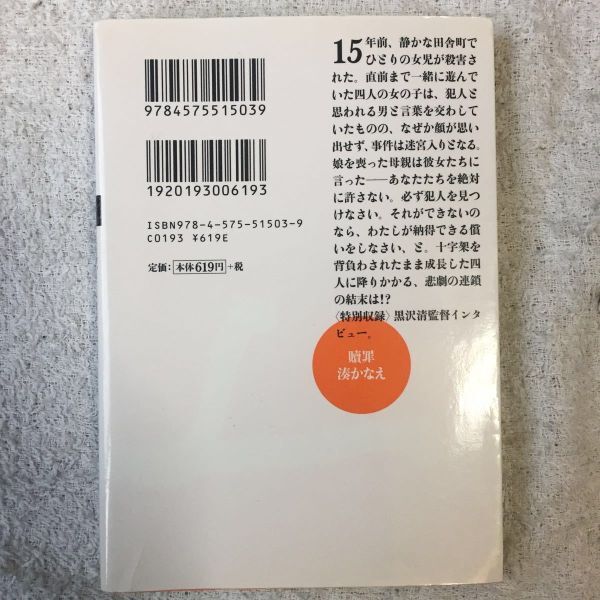 9784575515039
1920193006193
ISBN978-4-575-51503-9
C0193 ¥619E
定価:本体619円+税
15年前、静かな田舎町で
ひとりの女児が殺害さ
れた。直前まで一緒に遊んで
いた四人の女の子は、犯人と
思われる男と言葉を交わして
いたものの、なぜか顔が思い
出せず、事件は迷宮入りとなる。
娘を喪った母親は彼女たちに
言った──あなたたちを絶対
に許さない。必ず犯人を見つ
けなさい。それができないの
なら、わたしが納得できる償
いをしなさい、と。十字架を
背負わされたまま成長した四
人に降りかかる、悲劇の連鎖
の結末は!?
〈特別収録〉黒沢清監督インタ
ビュー。
贖罪
湊かなえ